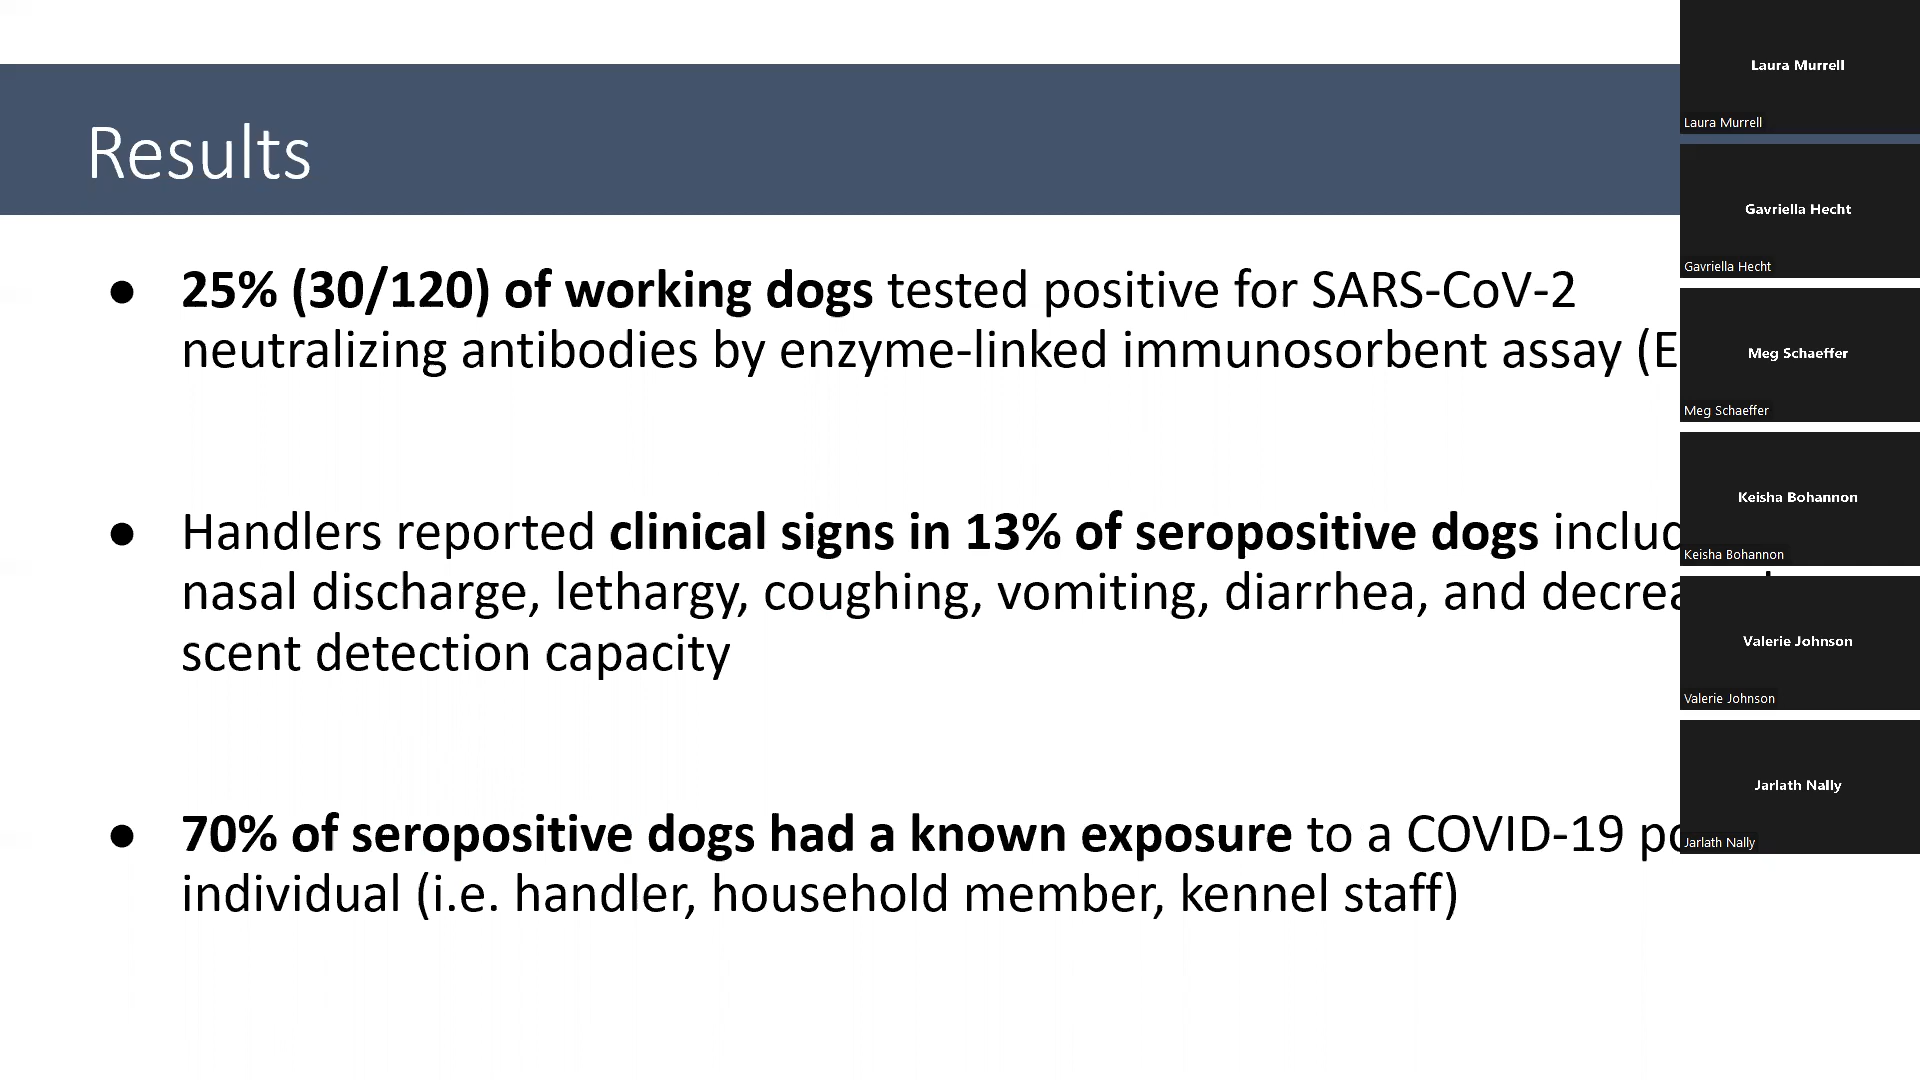 Results
● 25% (30/120) of working dogs tested positive for SARS-CoV-2
neutralizing antibodies by enzyme-linked immunosorbent assay (E
● Handlers reported clinical signs in 13% of seropositive dogs
nasal discharge, lethargy, coughing, vomiting, diarrhea, and
scent detection capacity
● 70% of seropositive dogs had a known exposure to a COVID-19
individual (i.e. handler, household member, kennel staff)
Laura Murrell
Laura Murrell
Gavriella Hecht
Gavriella Hecht
Meg Schaeffer
Meg Schaeffer
Keisha Bohannon
Keisha Bohannon
Valerie Johnson
Valerie Johnson
Jarlath Nally
Jarlath Nally